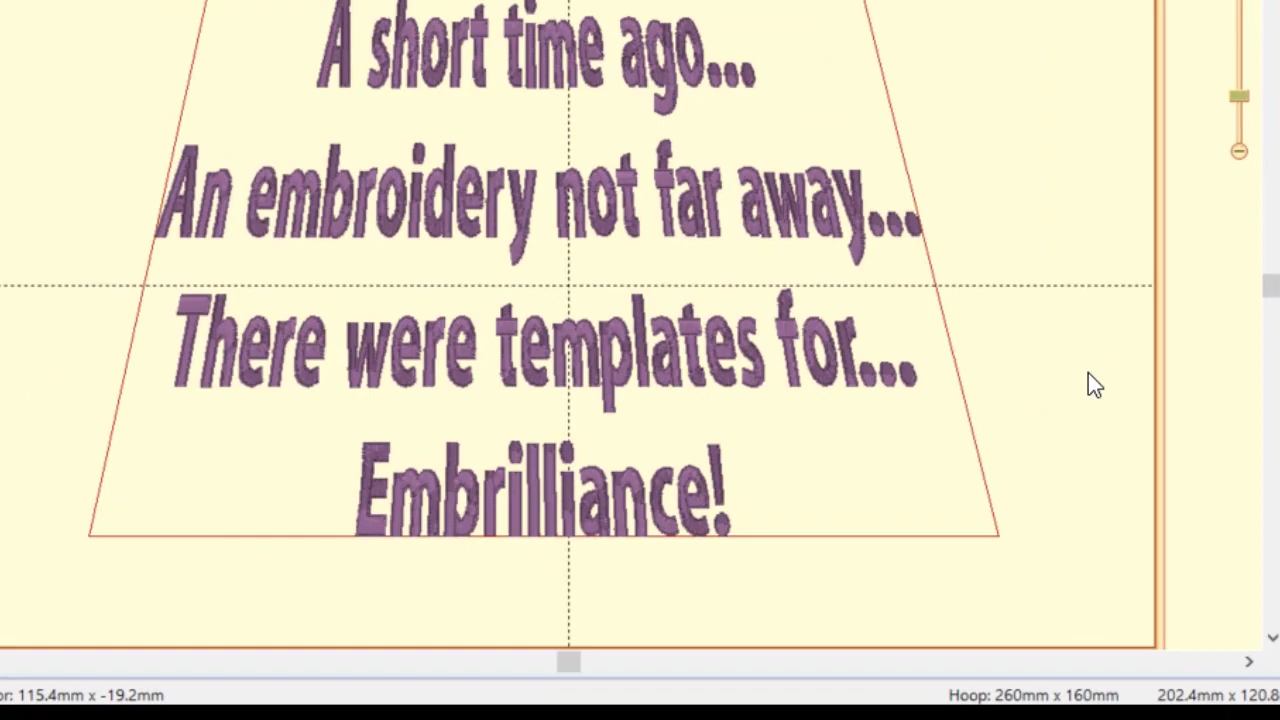 A short time ago...
An embroidery not far away...
There were templates for...
Embrilliance!
or: 115.4mm x -19.2mm
Hoop: 260mm x 160mm
202.4mm x 120.8